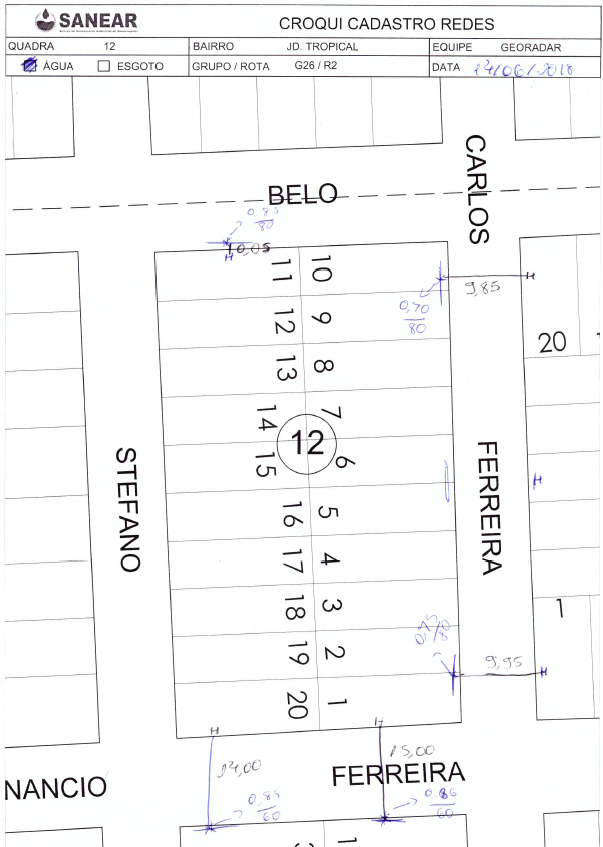 SANEAR
CROQUI CADASTRO REDES
QUADRA 12 BAIRRO JD. TROPICAL EQUIPE GEORADAR
ÁGUA ESGOTO GRUPO / ROTA G26 / R2 DATA 14/06/2018
CARLOS
BELO
0,85
80
10,05
H
11 10
9,85
H
12 9
0,70
80
20
13 8
14 7
12
15 6
H
STEFANO
FERREIRA
16 5
17 4
18 3
1
0,75/80
19 2
9,95
H
20 1
H
H
14,00
15,00
NANCIO
FERREIRA
0,85
60
0,86
60
1